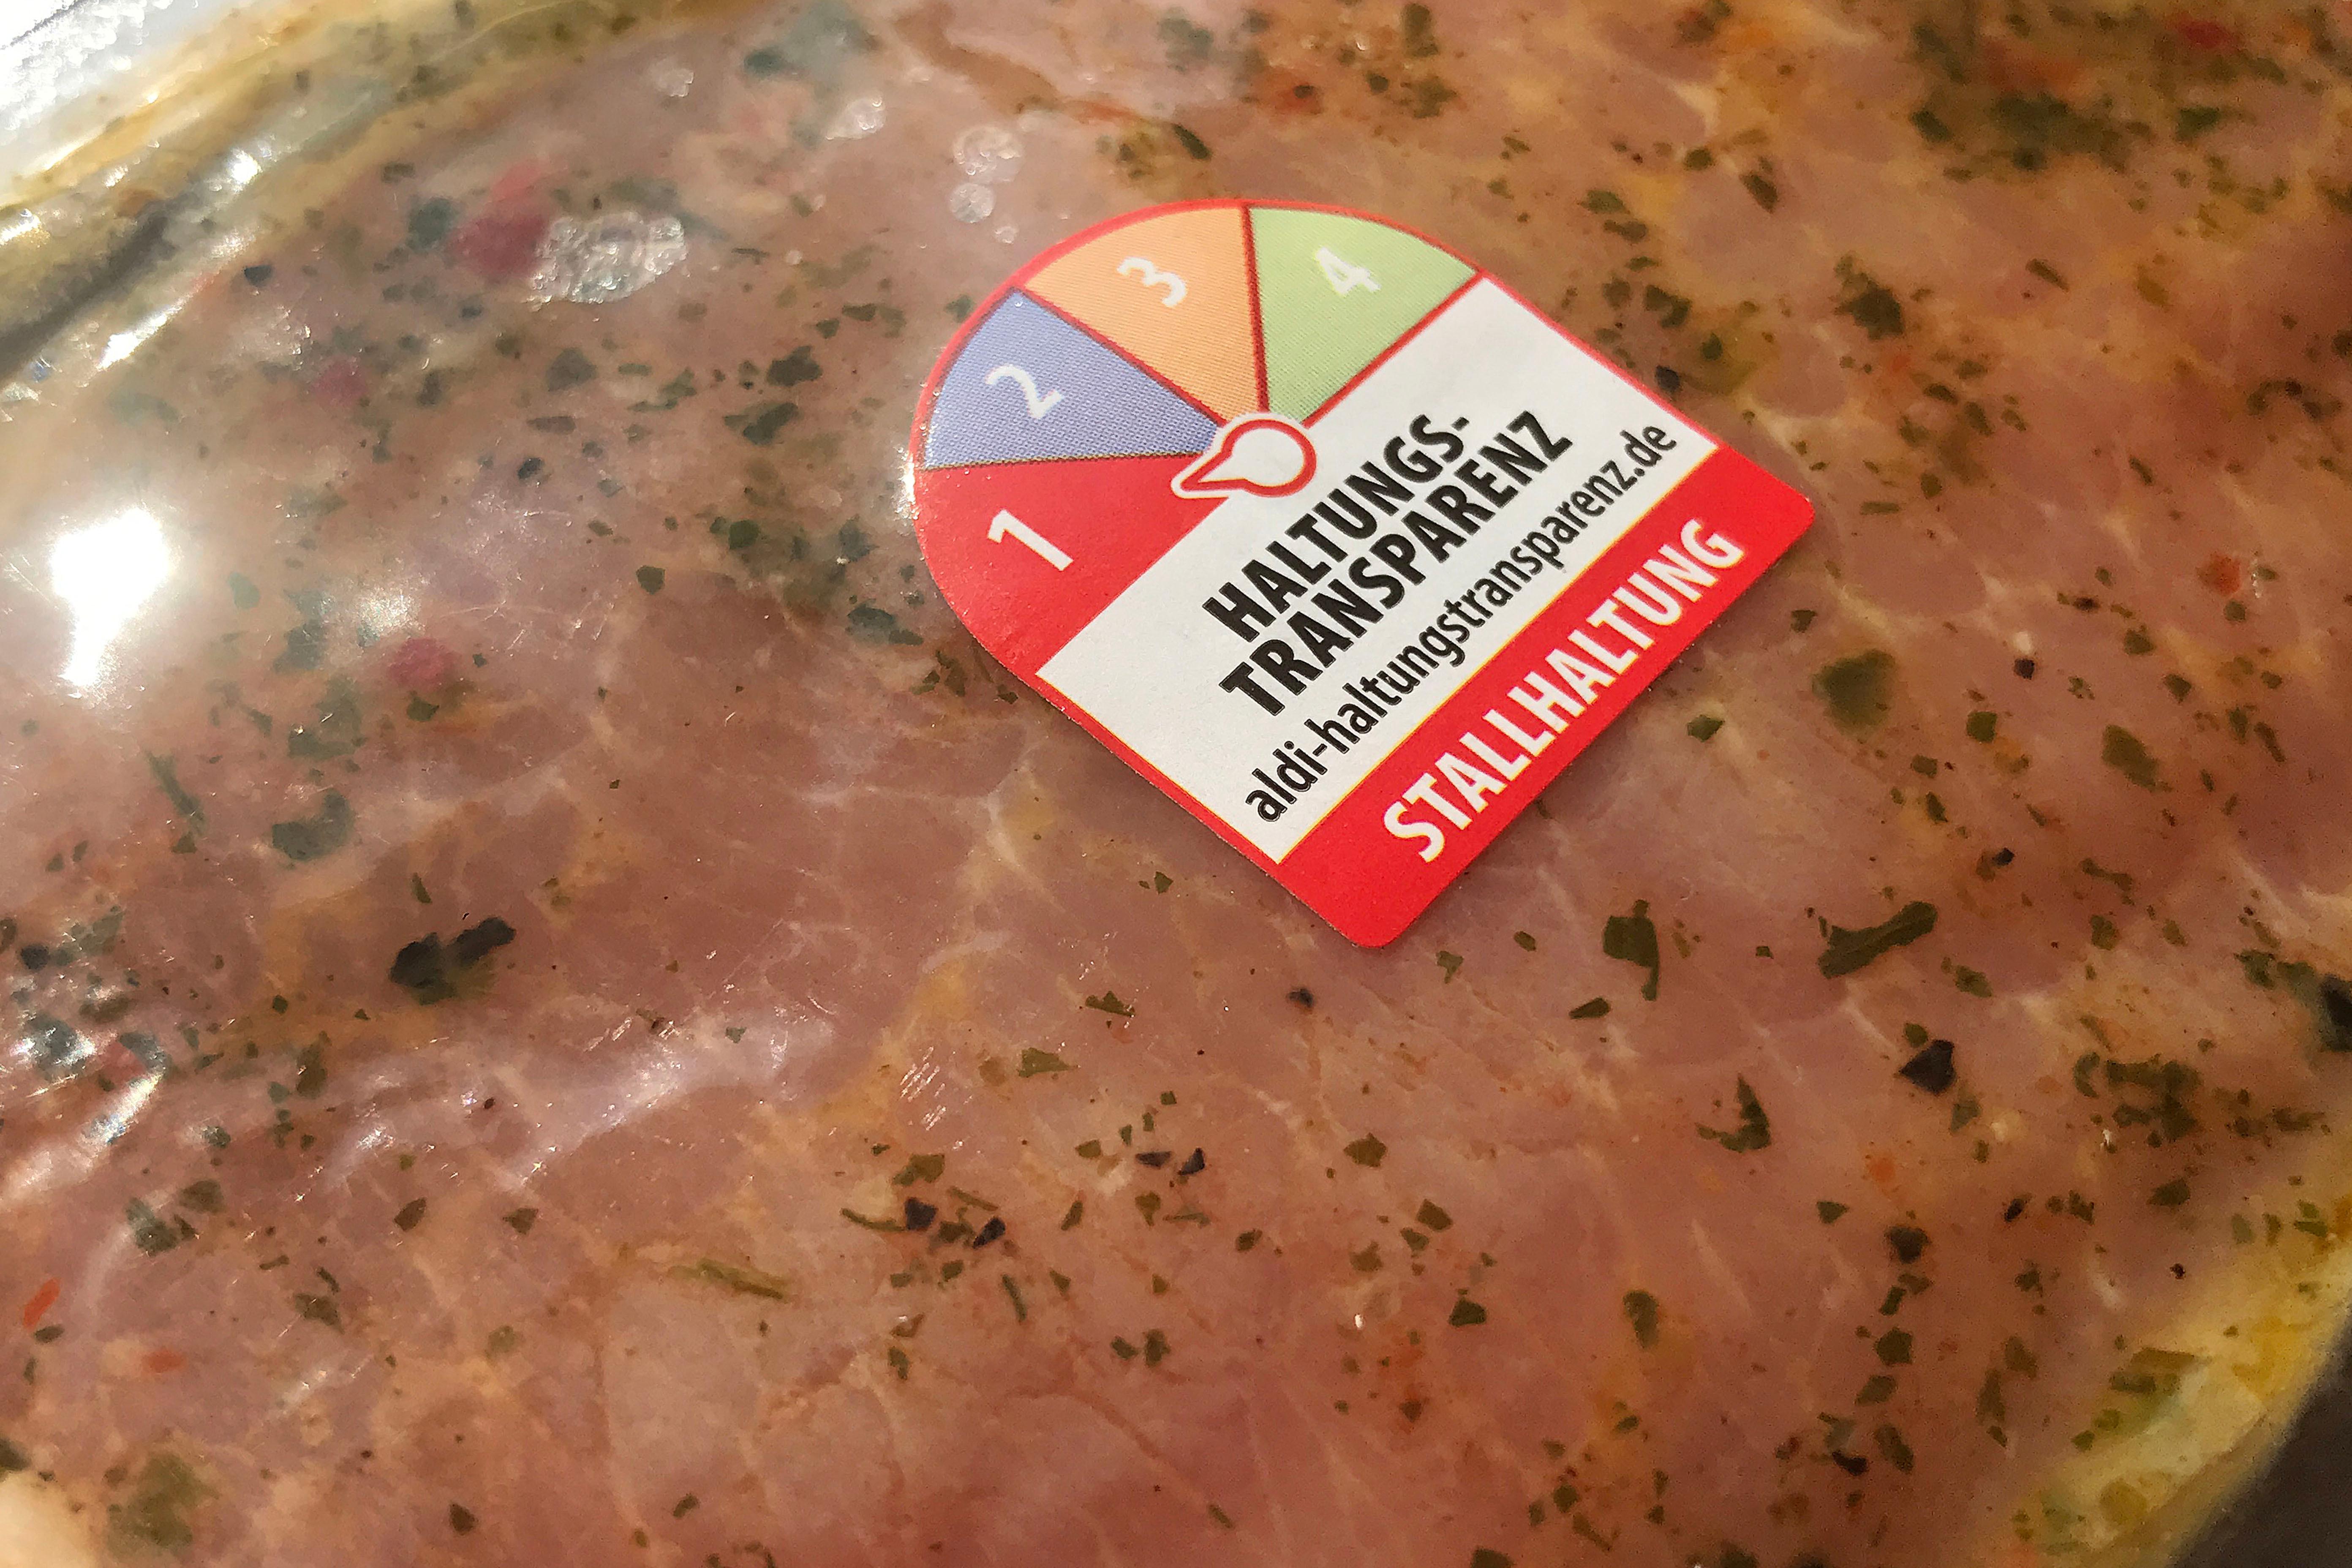 1
2
3
4
HALTUNGS-
TRANSPARENZ
aldi-haltungstransparenz.de
STALLHALTUNG